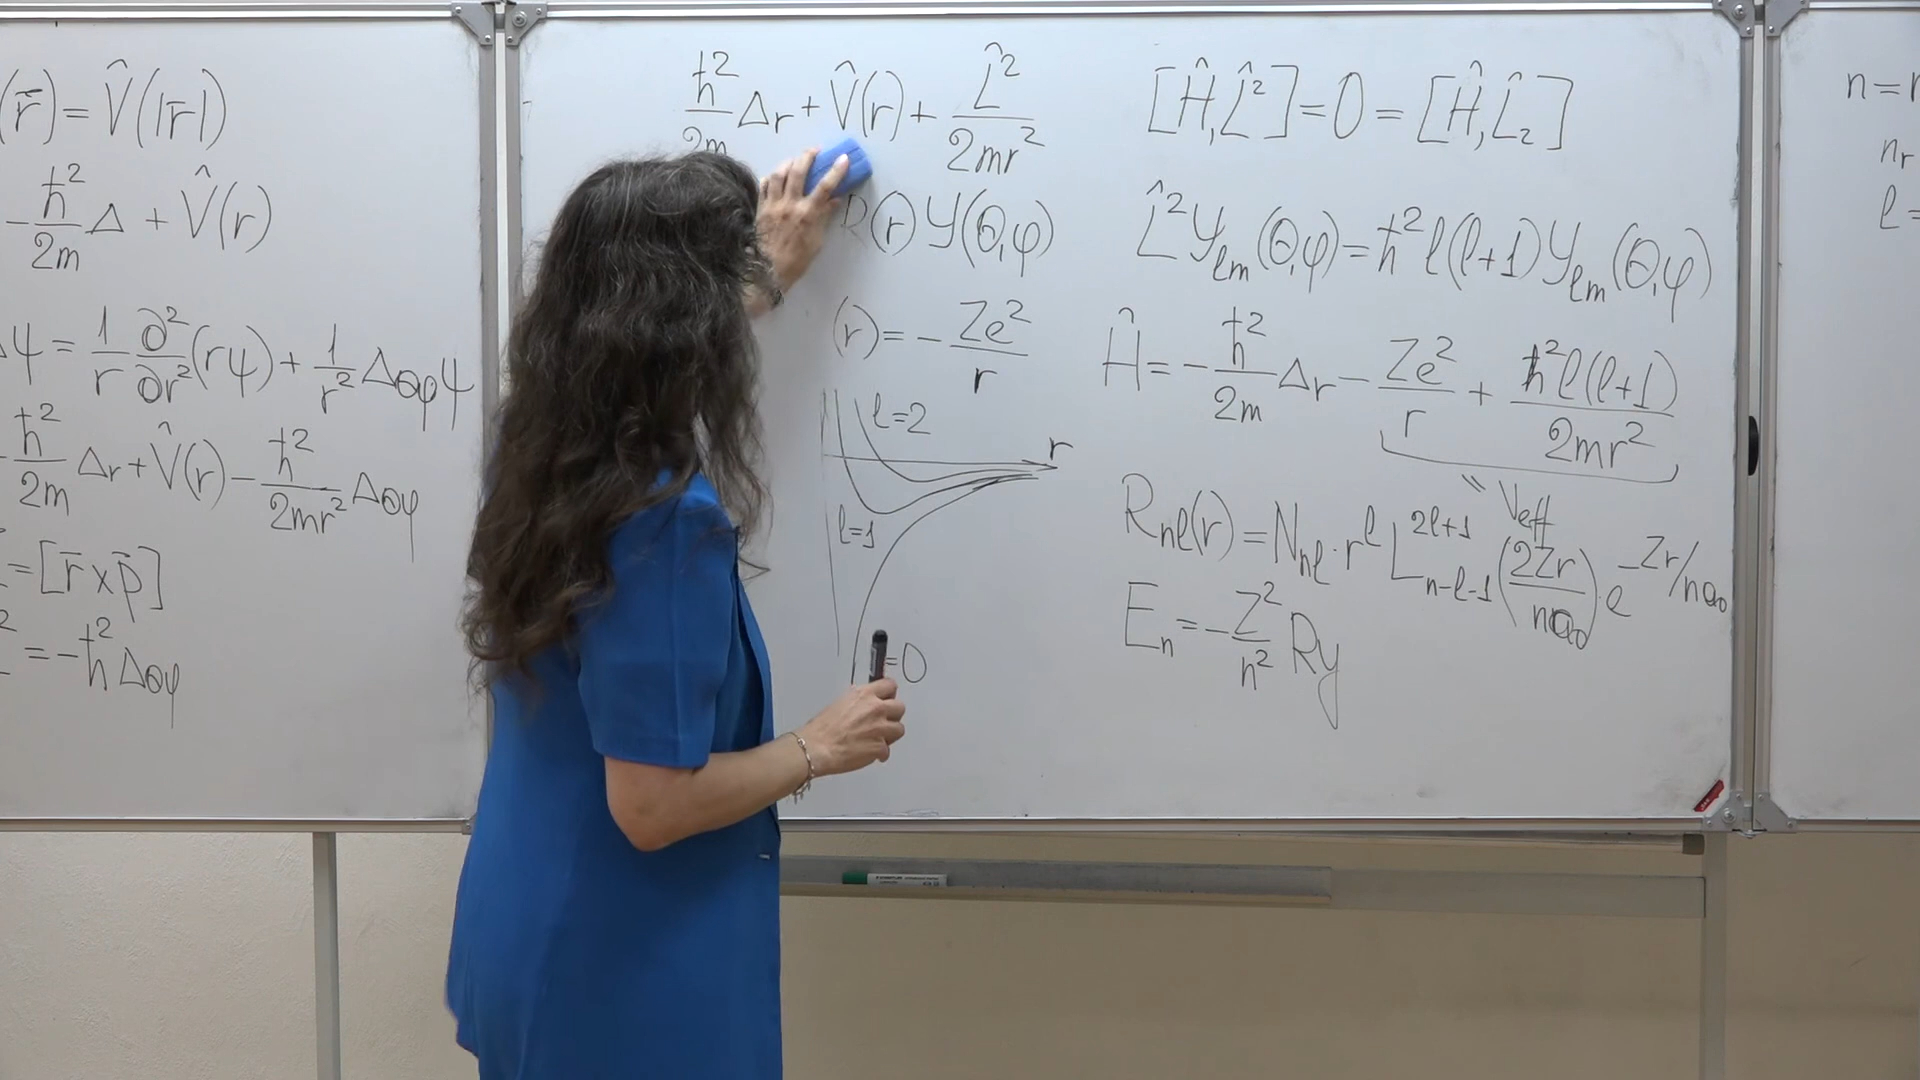 (r⃗) = V̂(|r⃗|)
-ħ²/2m Δ + V̂(r)
Δψ = 1/r ∂²/∂r² (rψ) + 1/r² Δθφ ψ
-ħ²/2m Δr + V̂(r) - ħ²/2mr² Δθφ
= [r⃗ x p⃗]
² = -ħ² Δθφ
ħ²/2m Δr + V̂(r) + L̂²/2mr²
R(r) Y(θ,φ)
(r) = - Ze²/r
l=2
r
l=1
=0
[Ĥ, L̂²] = 0 = [Ĥ, L̂z]
L̂² Ylm(θ,φ) = ħ² l(l+1) Ylm(θ,φ)
Ĥ = - ħ²/2m Δr - Ze²/r + ħ² l(l+1)/2mr²
" Veff
Rnl(r) = Nnl · r^l L_{n-l-1}^{2l+1} (2Zr/na₀) · e^{-Zr/na₀}
En = - Z²/n² Ry
n=
nr
l=